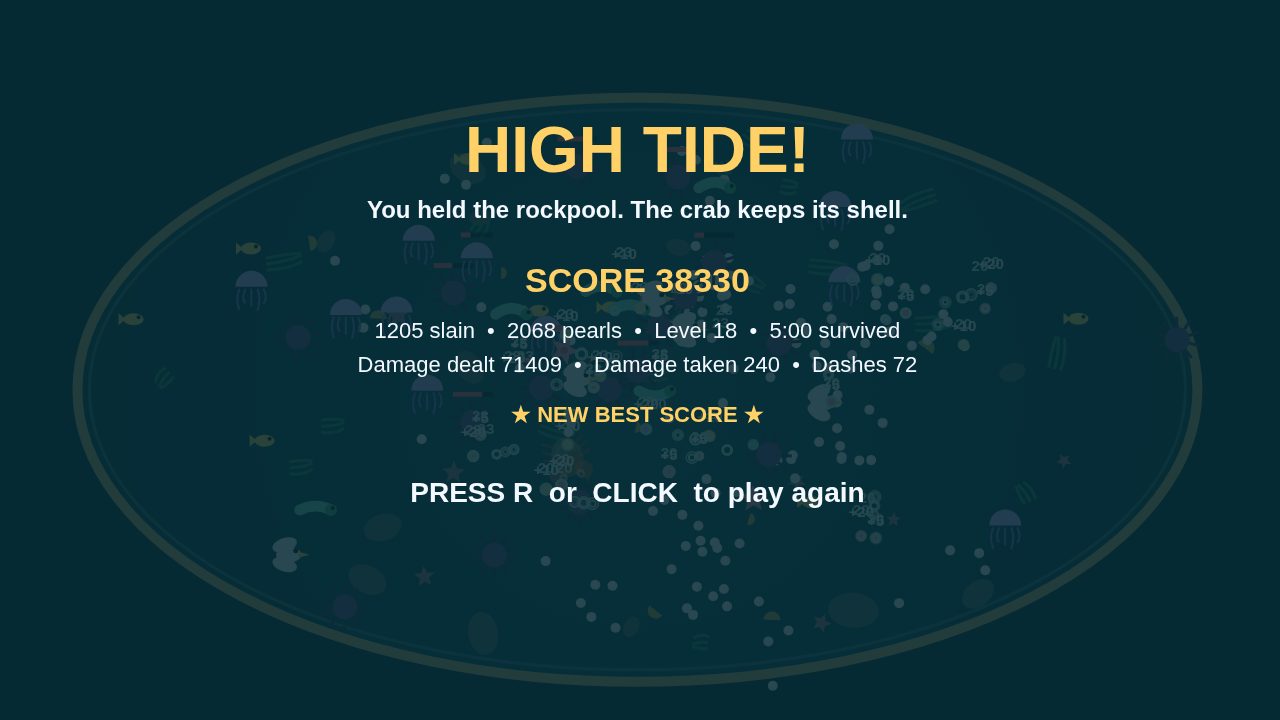 HIGH TIDE!
You held the rockpool. The crab keeps its shell.
SCORE 38330
1205 slain • 2068 pearls • Level 18 • 5:00 survived
Damage dealt 71409 • Damage taken 240 • Dashes 72
★ NEW BEST SCORE ★
PRESS R or CLICK to play again